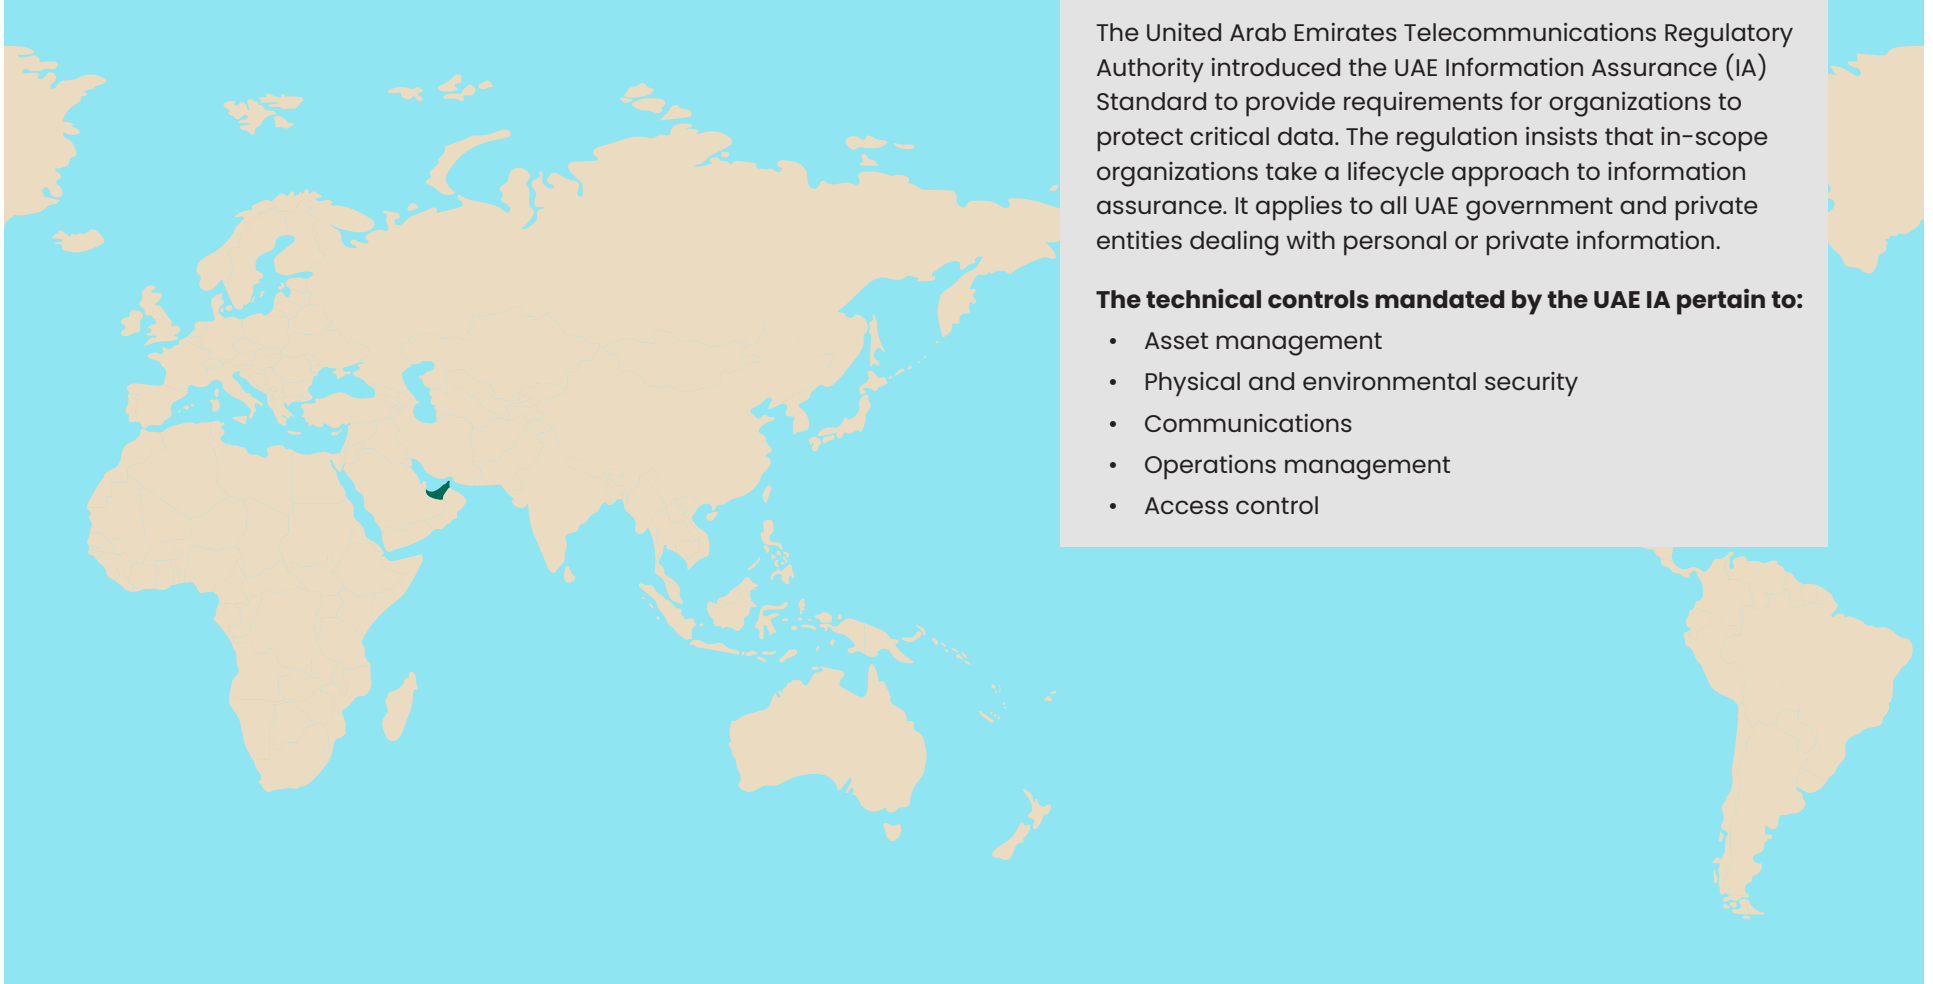 The United Arab Emirates Telecommunications Regulatory
Authority introduced the UAE Information Assurance (IA)
Standard to provide requirements for organizations to
protect critical data. The regulation insists that in-scope
organizations take a lifecycle approach to information
assurance. It applies to all UAE government and private
entities dealing with personal or private information.
The technical controls mandated by the UAE IA pertain to:
• Asset management
• Physical and environmental security
• Communications
• Operations management
• Access control